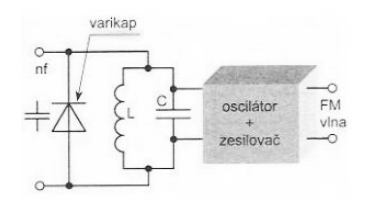 varikap
nf
L
C
oscilátor
+
zesilovač
FM
vlna